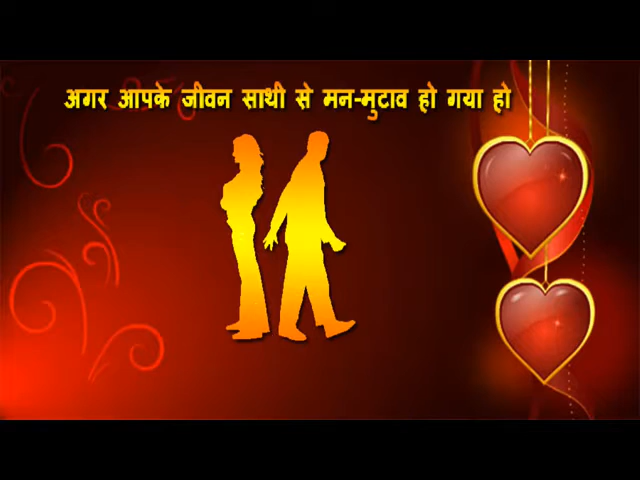 अगर आपके जीवन साथी से मन-मुटाव हो गया हो